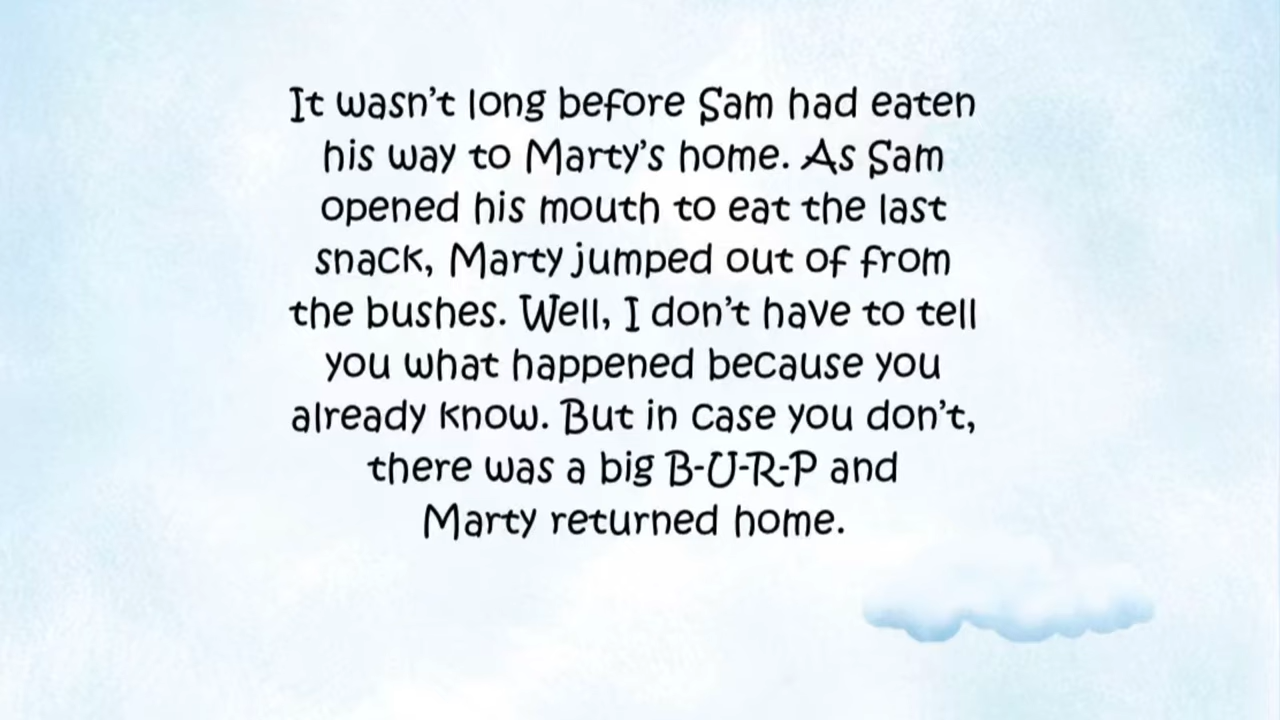 It wasn't long before Sam had eaten
his way to Marty's home. As Sam
opened his mouth to eat the last
snack, Marty jumped out of from
the bushes. Well, I don't have to tell
you what happened because you
already know. But in case you don't,
there was a big B-U-R-P and
Marty returned home.